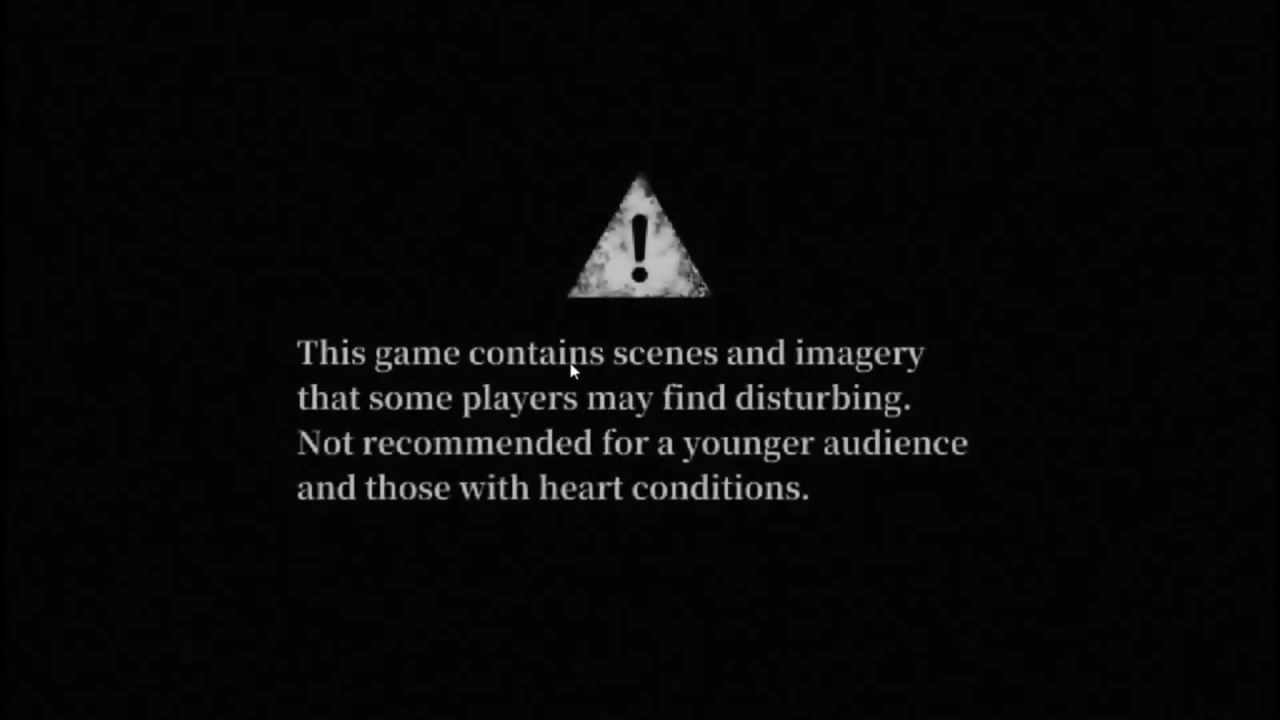 This game contains scenes and imagery
that some players may find disturbing.
Not recommended for a younger audience
and those with heart conditions.